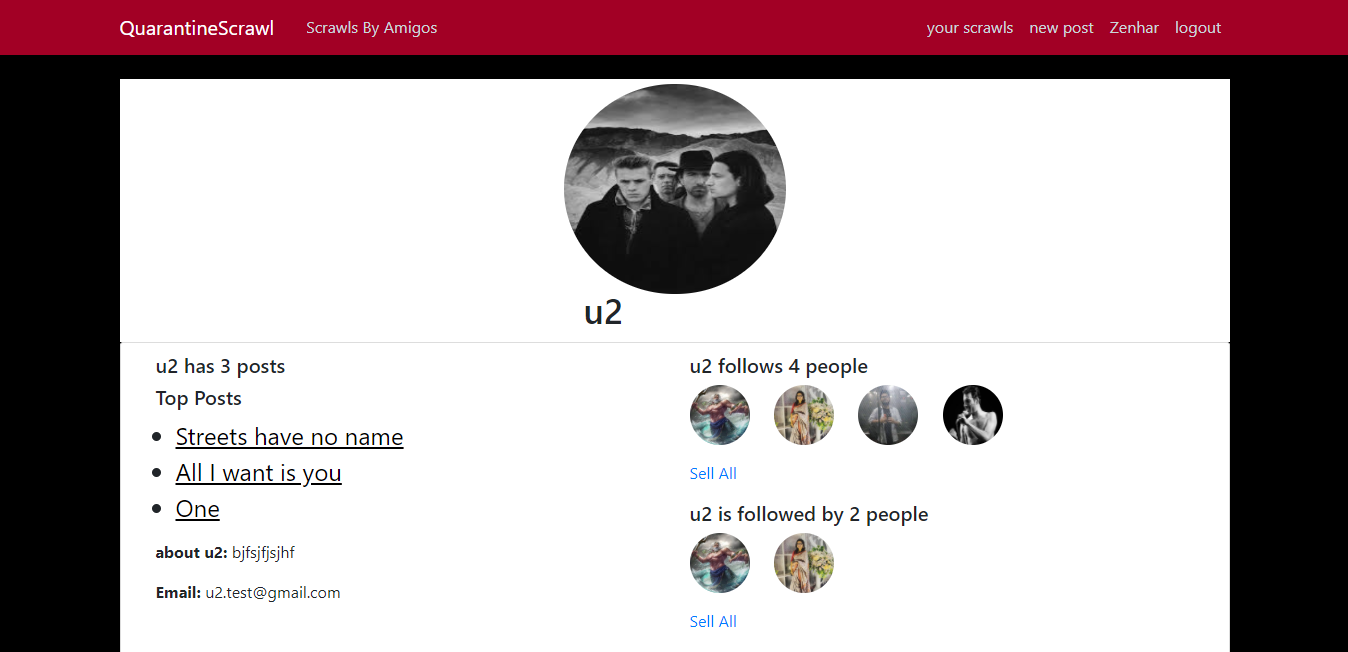 QuarantineScrawl Scrawls By Amigos your scrawls new post Zenhar logout
u2
u2 has 3 posts
Top Posts
Streets have no name
All I want is you
One
about u2: bjfsjfjsjhf
Email: u2.test@gmail.com
u2 follows 4 people
Sell All
u2 is followed by 2 people
Sell All